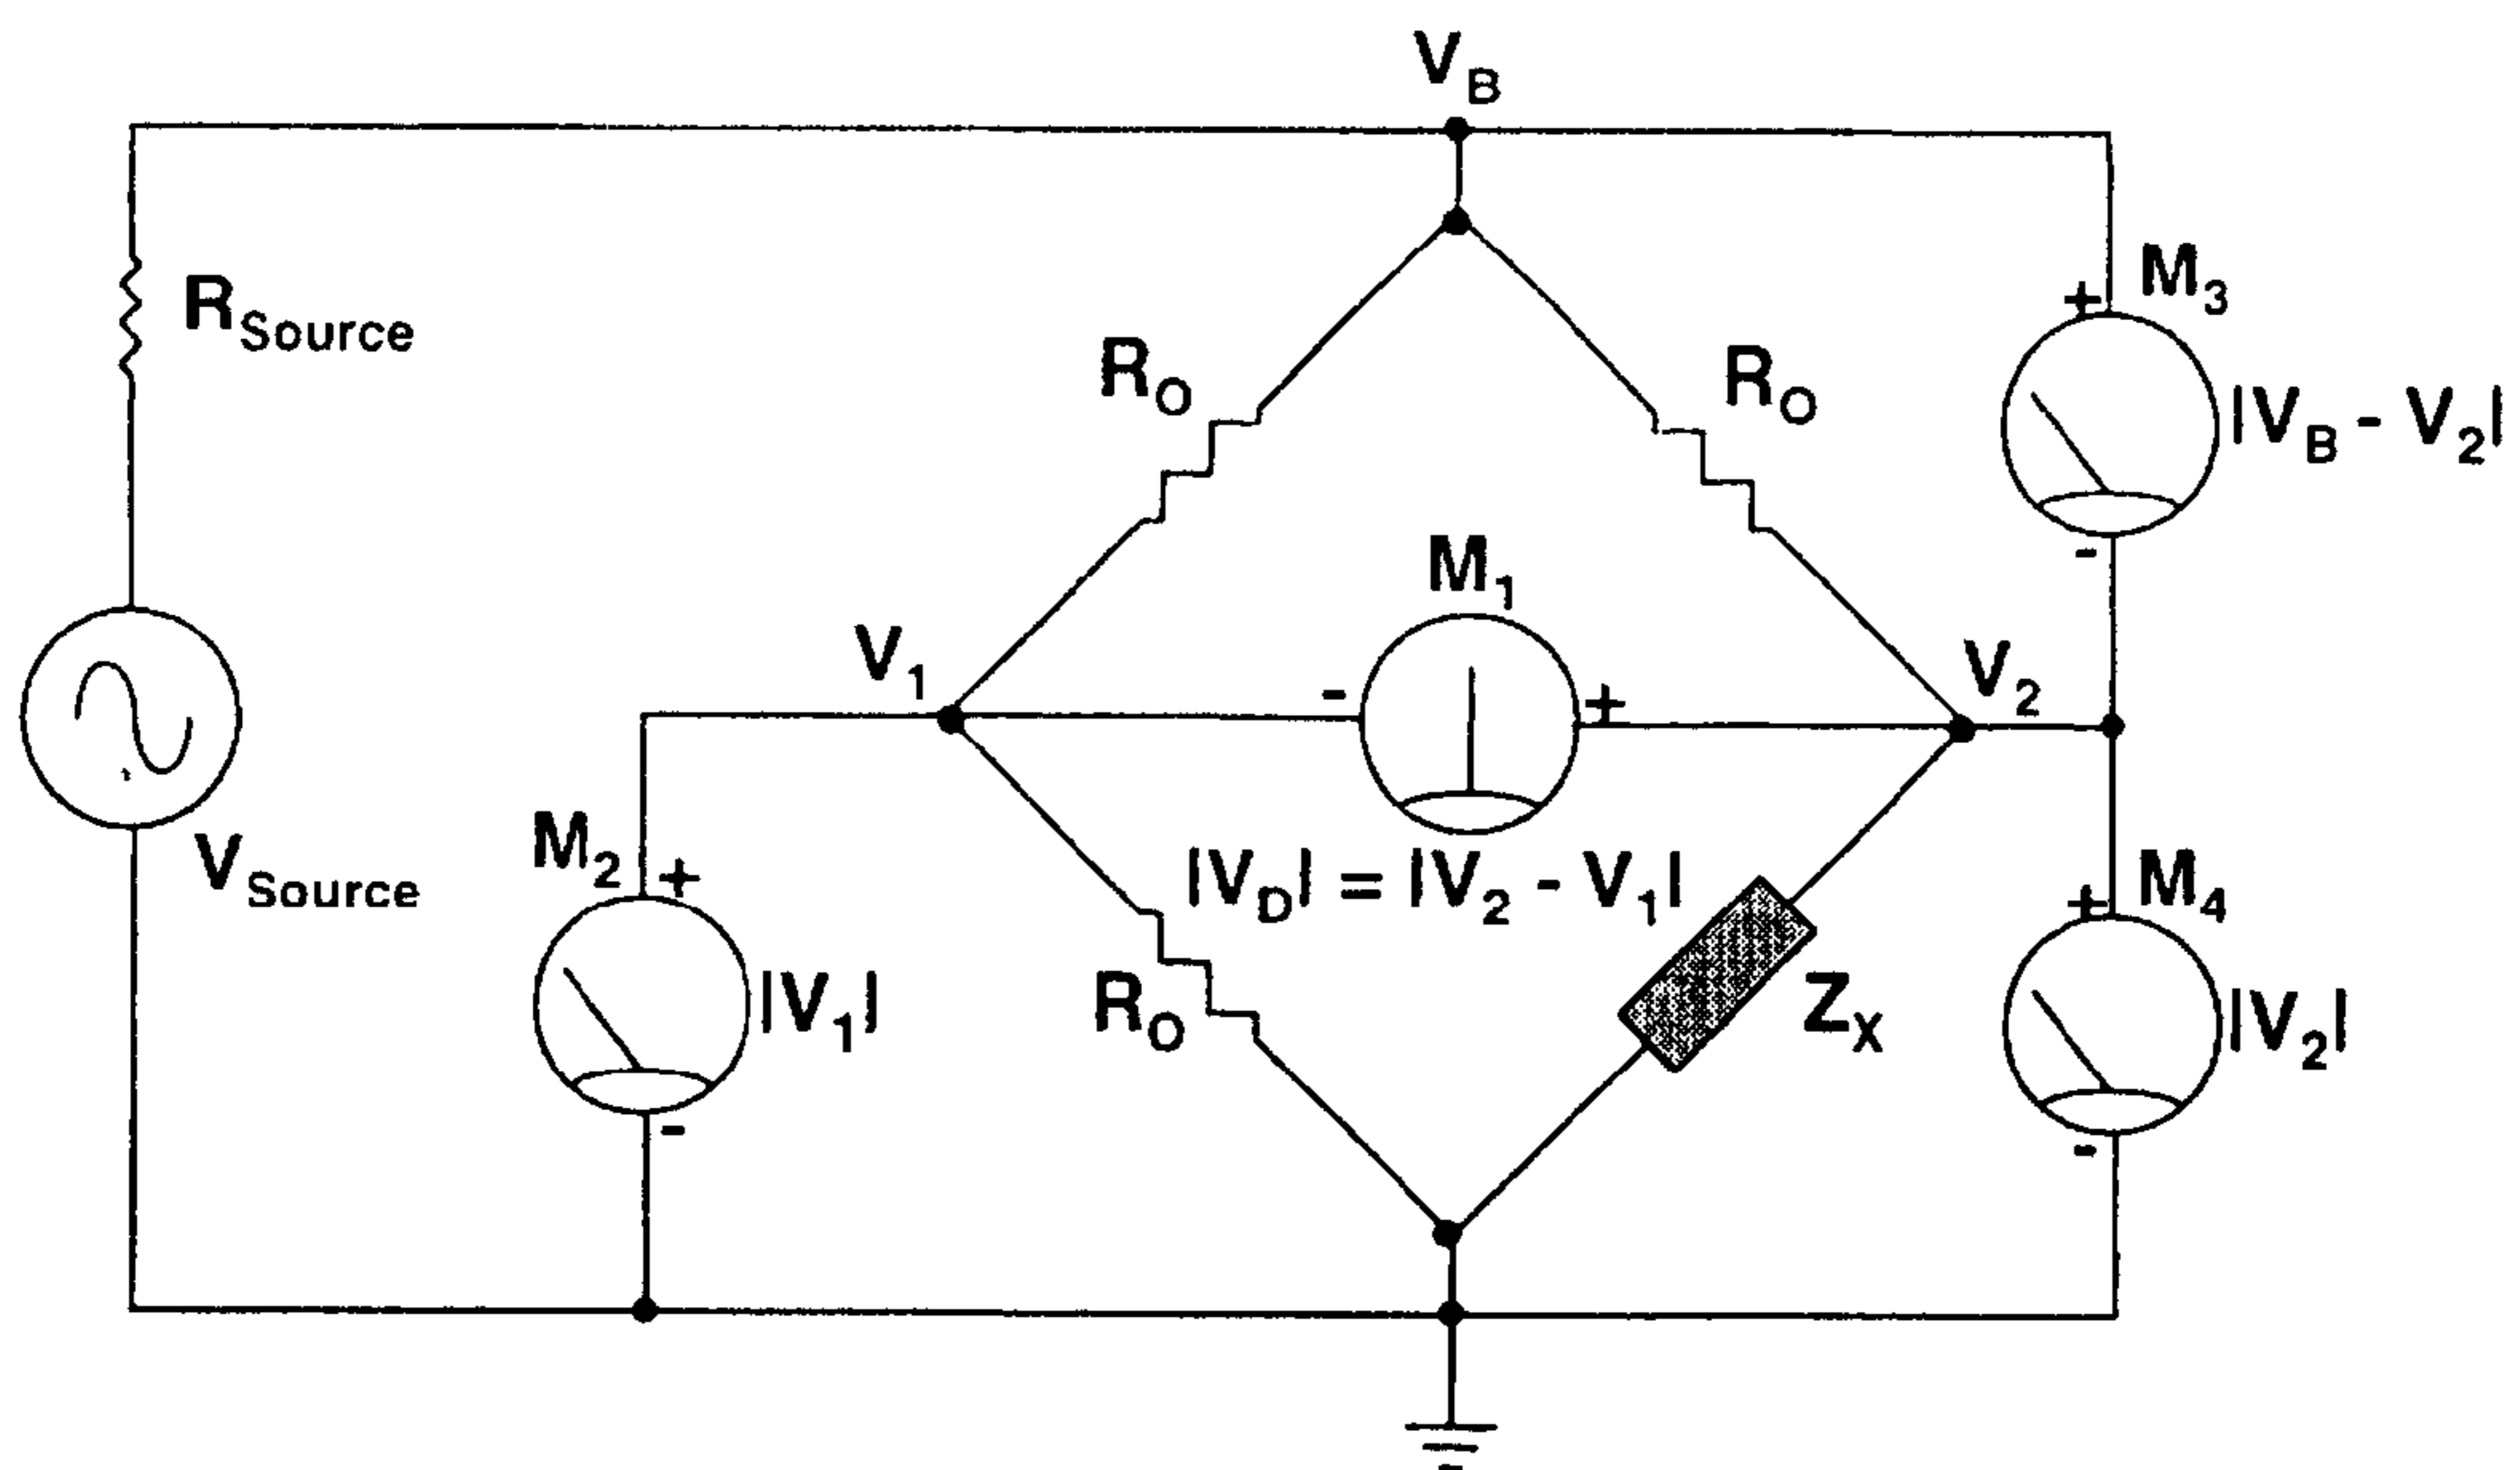 V_B
R_Source
M_3
+
R_O
R_O
|V_B - V_2|
M_1
-
V_1
- +
V_2
M_2
+
V_Source
|V_D| = |V_2 - V_1|
M_4
+
|V_1|
R_O
Z_X
|V_2|
-
-